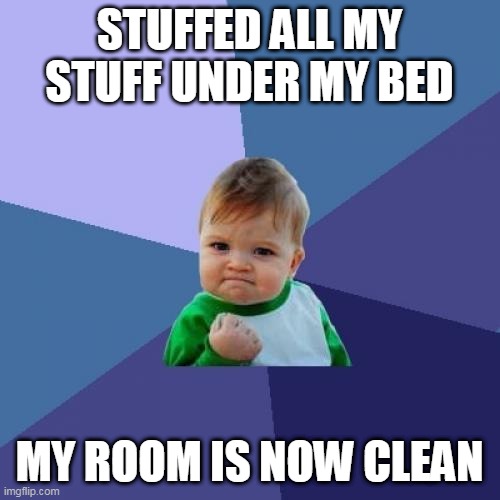 STUFFED ALL MY
STUFF UNDER MY BED
MY ROOM IS NOW CLEAN
imgflip.com